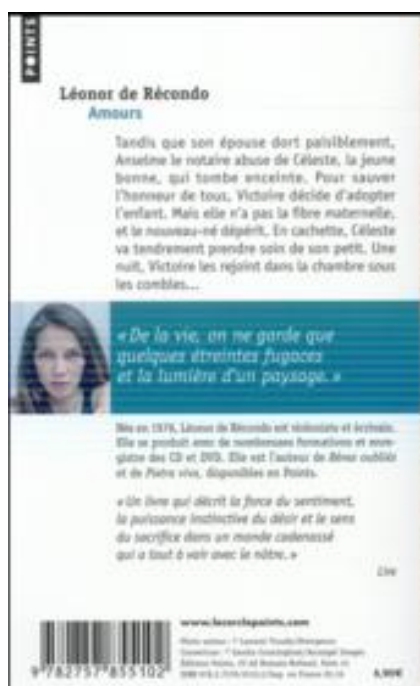 POINTS
Léonor de Récondo
Amours
Tandis que son épouse dort paisiblement,
Anselme le notaire abuse de Céleste, la jeune
bonne, qui tombe enceinte. Pour sauver
l'honneur de tous, Victoire décide d'adopter
l'enfant. Mais elle n'a pas la fibre maternelle,
et le nouveau-né dépérit. En cachette, Céleste
va tendrement prendre soin de son petit. Une
nuit, Victoire les rejoint dans la chambre sous
les combles...
« De la vie, on ne garde que
quelques étreintes fugaces
et la lumière d'un paysage. »
Née en 1976, Léonor de Récondo est violoniste et écrivain.
Elle se produit avec de nombreuses formations et enre-
gistre des CD et DVD. Elle est l'auteur de Rêves oubliés
et de Pietra viva, disponibles en Points.
« Un livre qui décrit la force du sentiment,
la puissance instinctive du désir et le sens
du sacrifice dans un monde cadenassé
qui a tout à voir avec le nôtre. »
Lire
www.lecerclepoints.com
9 782757 855102
6,90€